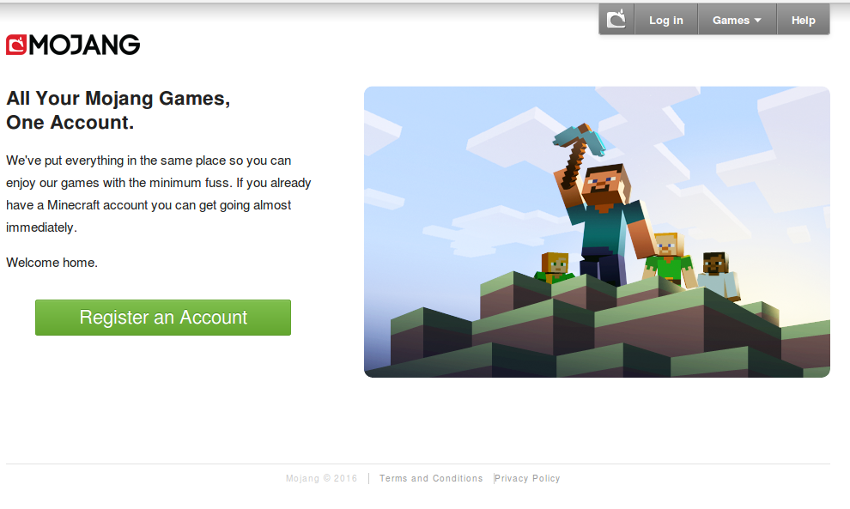 Log in Games Help
MOJANG
All Your Mojang Games,
One Account.
We've put everything in the same place so you can
enjoy our games with the minimum fuss. If you already
have a Minecraft account you can get going almost
immediately.
Welcome home.
Register an Account
Mojang © 2016 Terms and Conditions Privacy Policy